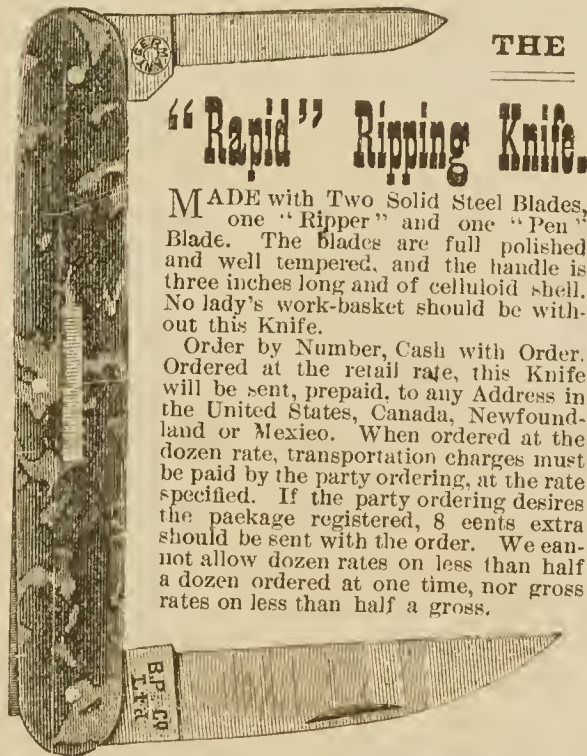 GERMANY
THE
"Rapid" Ripping Knife.
MADE with Two Solid Steel Blades,
one "Ripper" and one "Pen"
Blade. The blades are full polished
and well tempered, and the handle is
three inches long and of celluloid shell.
No lady's work-basket should be with-
out this Knife.
Order by Number, Cash with Order.
Ordered at the retail rate, this Knife
will be sent, prepaid, to any Address in
the United States, Canada, Newfound-
land or Mexico. When ordered at the
dozen rate, transportation charges must
be paid by the party ordering, at the rate
specified. If the party ordering desires
the package registered, 8 cents extra
should be sent with the order. We can-
not allow dozen rates on less than half
a dozen ordered at one time, nor gross
rates on less than half a gross.
B.P. Co
Ltd